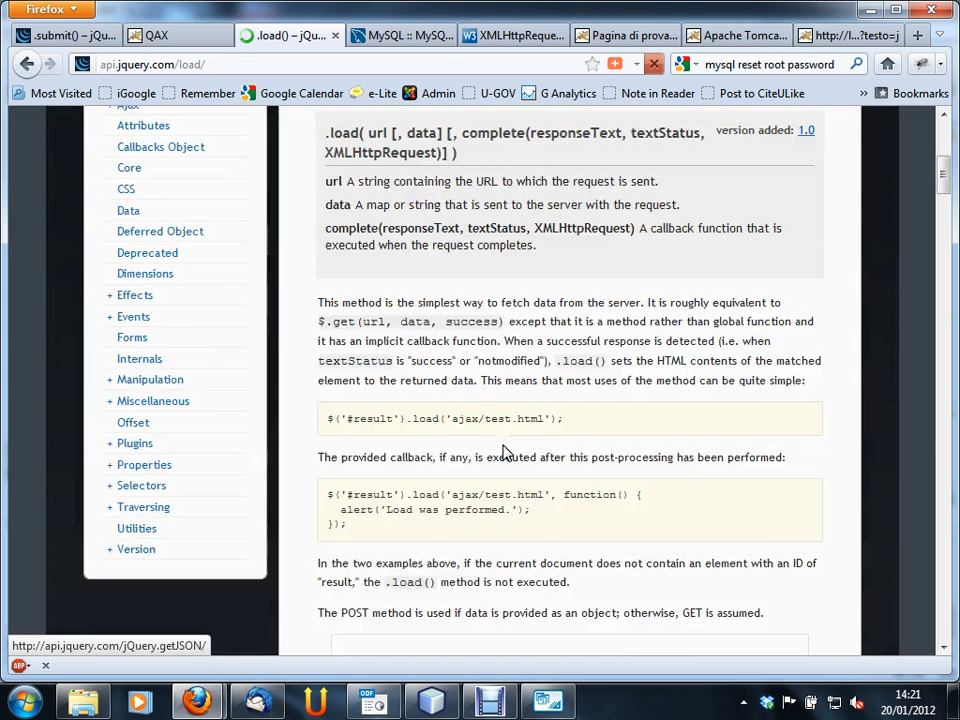 Firefox
.submit() – jQu...
QAX
.load() – jQue...
MySQL :: MySQ...
XMLHttpReque...
Pagina di prova...
Apache Tomca...
http://l...?testo=j
api.jquery.com/load/
mysql reset root password
Most Visited
iGoogle
Remember
Google Calendar
e-Lite
Admin
U-GOV
G Analytics
Note in Reader
Post to CiteULike
»
Bookmarks
+ Ajax
Attributes
Callbacks Object
Core
CSS
Data
Deferred Object
Deprecated
Dimensions
+ Effects
+ Events
Forms
Internals
+ Manipulation
+ Miscellaneous
Offset
+ Plugins
+ Properties
+ Selectors
+ Traversing
Utilities
+ Version
.load( url [, data] [, complete(responseText, textStatus, XMLHttpRequest)] )
version added: 1.0
url A string containing the URL to which the request is sent.
data A map or string that is sent to the server with the request.
complete(responseText, textStatus, XMLHttpRequest) A callback function that is
executed when the request completes.
This method is the simplest way to fetch data from the server. It is roughly equivalent to
$.get(url, data, success) except that it is a method rather than global function and
it has an implicit callback function. When a successful response is detected (i.e. when
textStatus is "success" or "notmodified"), .load() sets the HTML contents of the matched
element to the returned data. This means that most uses of the method can be quite simple:
$('#result').load('ajax/test.html');
The provided callback, if any, is executed after this post-processing has been performed:
$('#result').load('ajax/test.html', function() {
alert('Load was performed.');
});
In the two examples above, if the current document does not contain an element with an ID of
"result," the .load() method is not executed.
The POST method is used if data is provided as an object; otherwise, GET is assumed.
http://api.jquery.com/jQuery.getJSON/
ABP
ODF
14:21
20/01/2012